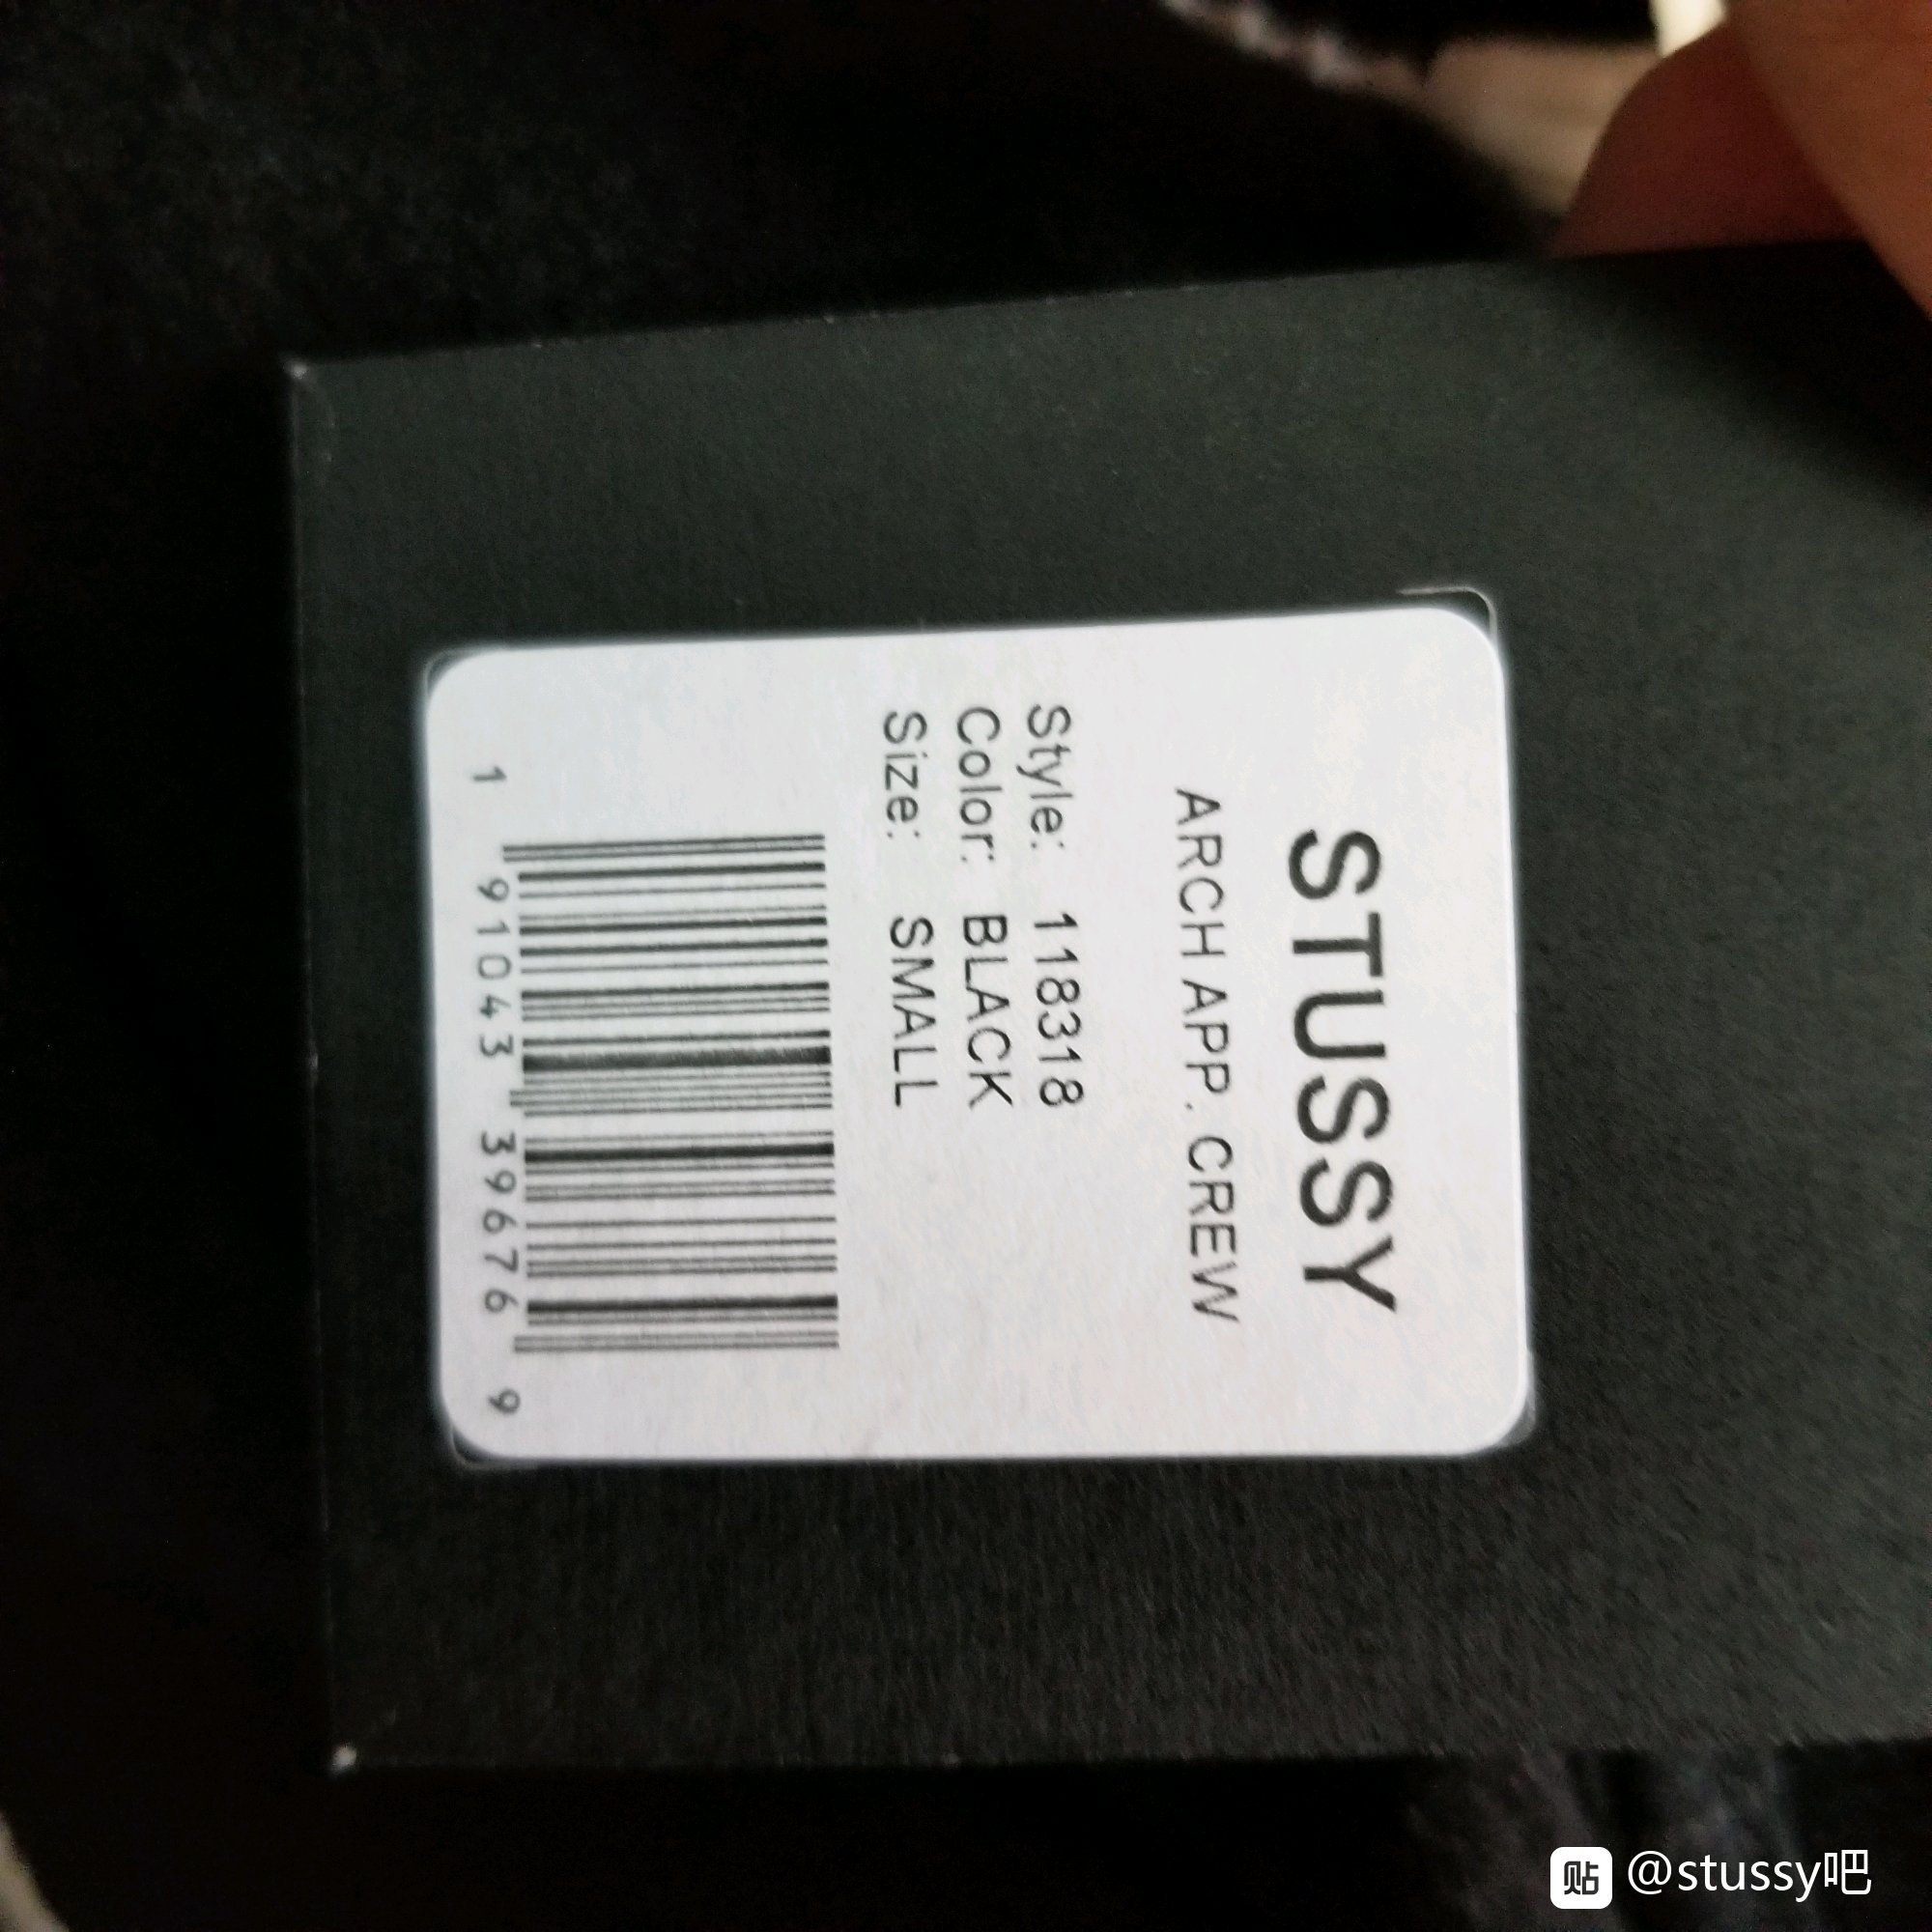 STUSSY
ARCH APP. CREW
Style: 118318
Color: BLACK
Size: SMALL
1 91043 39676 9
贴 @stussy吧